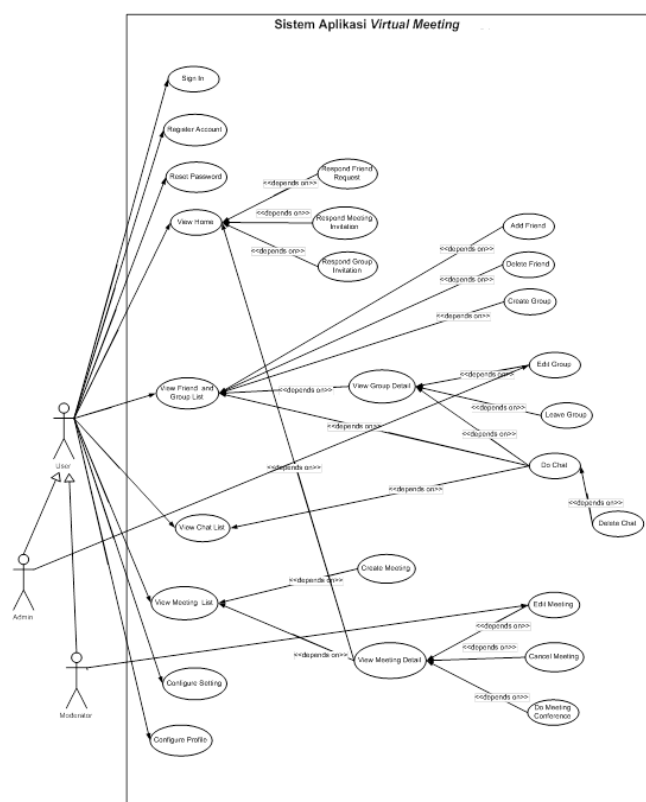 Sistem Aplikasi Virtual Meeting
Sign In
Register Account
Reset Password
View Home
Respond Friend
Request
<<depends on>>
<<depends on>>
Respond Meeting
Invitation
<<depends on>>
Respond Group
Invitation
Add Friend
<<depends on>>
Delete Friend
<<depends on>>
Create Group
<<depends on>>
Edit Group
<<depends on>>
View Friend and
Group List
<<depends on>>
View Group Detail
<<depends on>>
Leave Group
<<depends on>>
User
<<depends on>>
Do Chat
<<depends on>>
<<depends on>>
View Chat List
Delete Chat
Admin
Create Meeting
<<depends on>>
View Meeting List
Edit Meeting
<<depends on>>
<<depends on>>
View Meeting Detail
<<depends on>>
Cancel Meeting
Configure Setting
<<depends on>>
Do Meeting
Conference
Moderator
Configure Profile